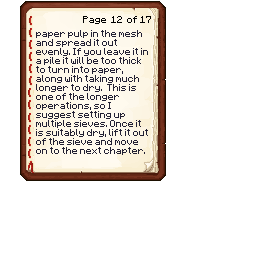 Page 12 of 17
paper pulp in the mesh
and spread it out
evenly. If you leave it in
a pile it will be too thick
to turn into paper,
along with taking much
longer to dry. This is
one of the longer
operations, so I
suggest setting up
multiple sieves. Once it
is suitably dry, lift it out
of the sieve and move
on to the next chapter.